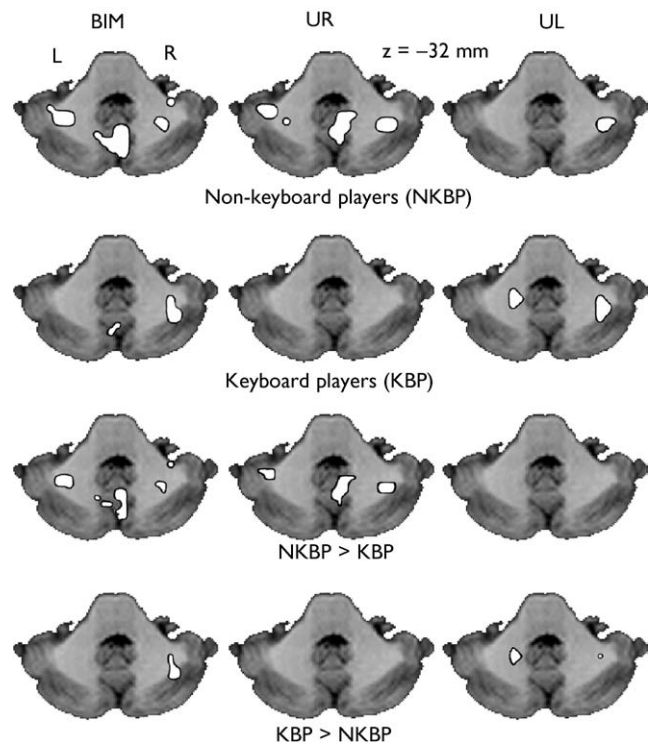 BIM UR UL
L R z = −32 mm
Non-keyboard players (NKBP)
Keyboard players (KBP)
NKBP > KBP
KBP > NKBP